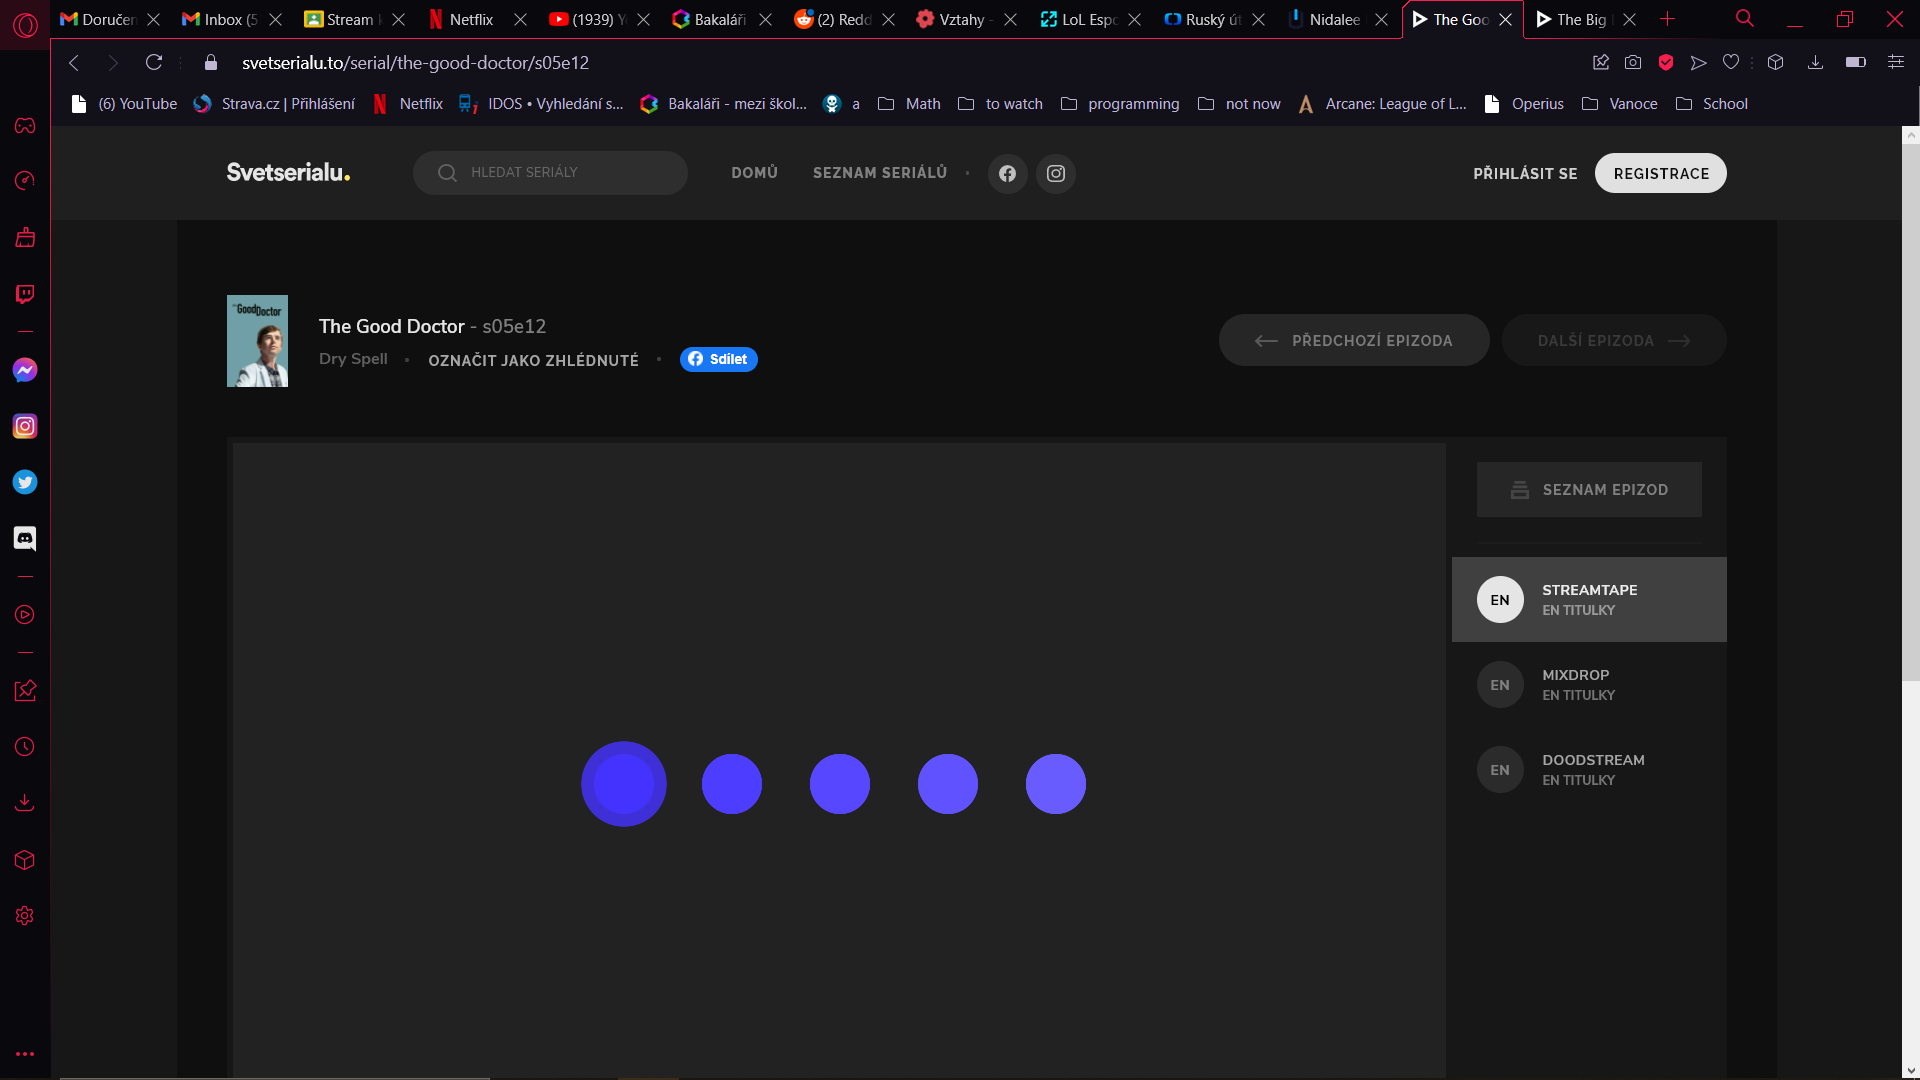 Doručen
Inbox (5
Stream
Netflix
(1939) Y
Bakaláři
(2) Redd
Vztahy -
LoL Espo
Ruský út
Nidalee
The Goo
The Big
svetserialu.to/serial/the-good-doctor/s05e12
(6) YouTube
Strava.cz | Přihlášení
Netflix
IDOS • Vyhledání s...
Bakaláři - mezi škol...
a
Math
to watch
programming
not now
Arcane: League of L...
Operius
Vanoce
School
Svetserialu.
HLEDAT SERIÁLY
DOMŮ
SEZNAM SERIÁLŮ
PŘIHLÁSIT SE
REGISTRACE
the GoodDoctor
The Good Doctor - s05e12
Dry Spell • OZNAČIT JAKO ZHLÉDNUTÉ •
Sdílet
PŘEDCHOZÍ EPIZODA
DALŠÍ EPIZODA
SEZNAM EPIZOD
EN
STREAMTAPE
EN TITULKY
EN
MIXDROP
EN TITULKY
EN
DOODSTREAM
EN TITULKY